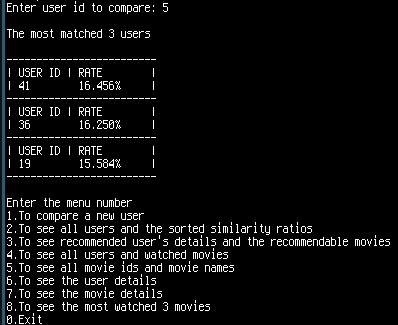 Enter user id to compare: 5
The most matched 3 users
--------------------------
| USER ID | RATE |
| 41 16.456% |
--------------------------
| USER ID | RATE |
| 36 16.250% |
--------------------------
| USER ID | RATE |
| 19 15.584% |
--------------------------
Enter the menu number
1.To compare a new user
2.To see all users and the sorted similarity ratios
3.To see recommended user's details and the recommendable movies
4.To see all users and watched movies
5.To see all movie ids and movie names
6.To see the user details
7.To see the movie details
8.To see the most watched 3 movies
0.Exit